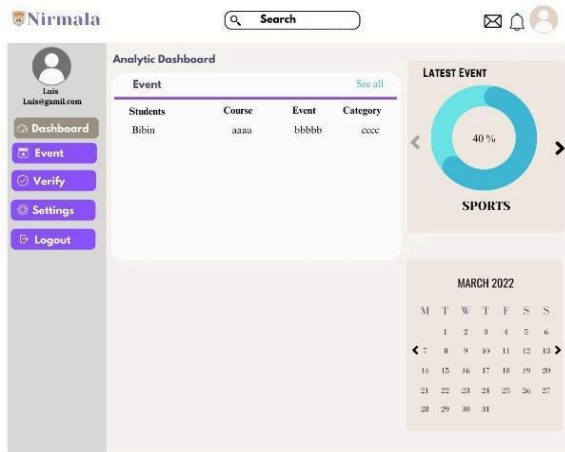 Nirmala
Search
Luis
Luis@gamil.com
Dashboard
Event
Verify
Settings
Logout
Analytic Dashboard
Event See all
Students Course Event Category
Bibin aaaa bbbbb cccc
LATEST EVENT
40 %
SPORTS
MARCH 2022
M T W T F S S
1 2 3 4 5 6
7 8 9 10 11 12 13
14 15 16 17 18 19 20
21 22 23 24 25 26 27
28 29 30 31